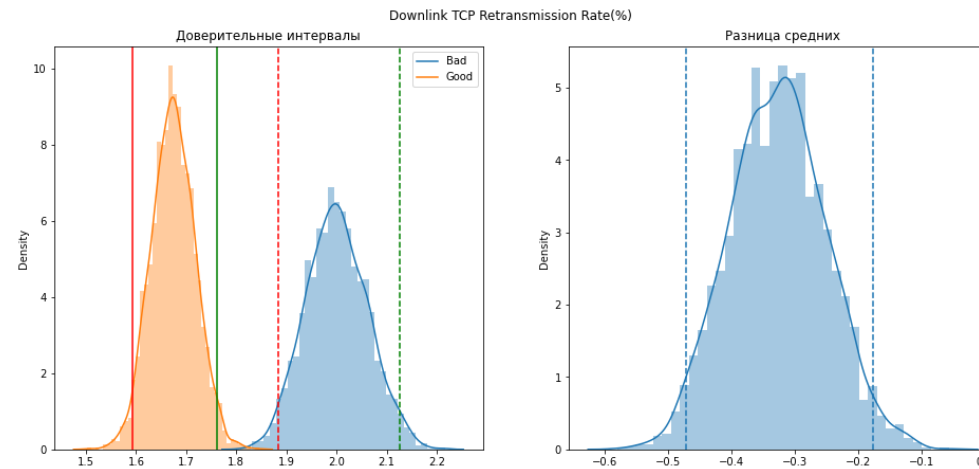 Downlink TCP Retransmission Rate(%)
Доверительные интервалы
Bad
Good
Density
10
8
6
4
2
0
1.5 1.6 1.7 1.8 1.9 2.0 2.1 2.2
Разница средних
Density
5
4
3
2
1
0
−0.6 −0.5 −0.4 −0.3 −0.2 −0.1